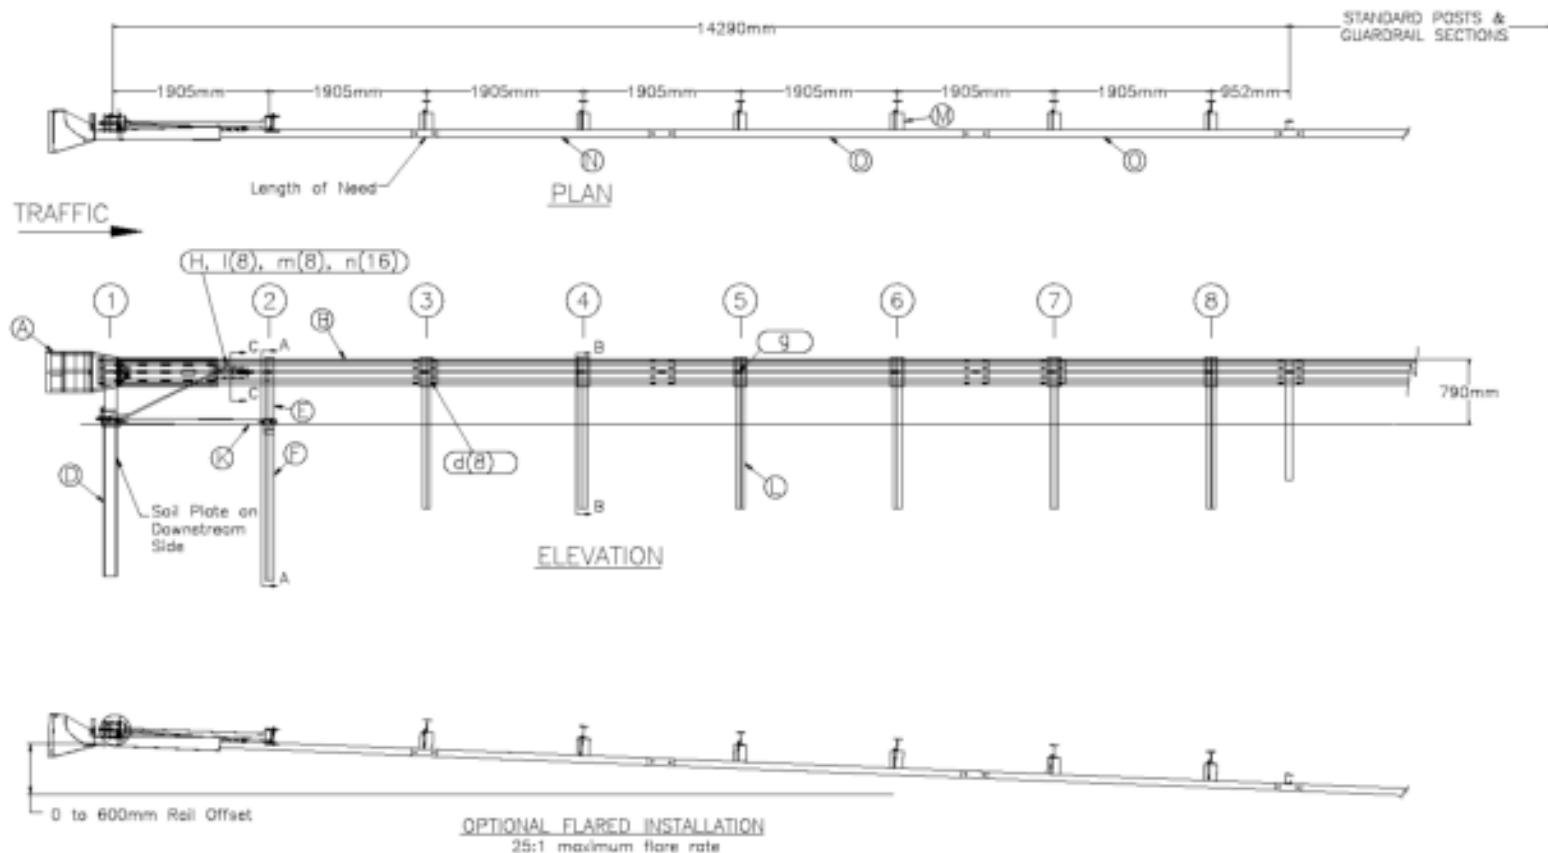 STANDARD POSTS &
GUARDRAIL SECTIONS
14290mm
1905mm 1905mm 1905mm 1905mm 1905mm 1905mm 1905mm 952mm
M
N O O
Length of Need
PLAN
TRAFFIC
H, l(8), m(8), n(16)
1 2 3 4 5 6 7 8
A B C A B g
C
790mm
E
K F d(8) L
D
Soil Plate on
Downstream
Side
B
A
ELEVATION
0 to 600mm Rail Offset
OPTIONAL FLARED INSTALLATION
25:1 maximum flare rate